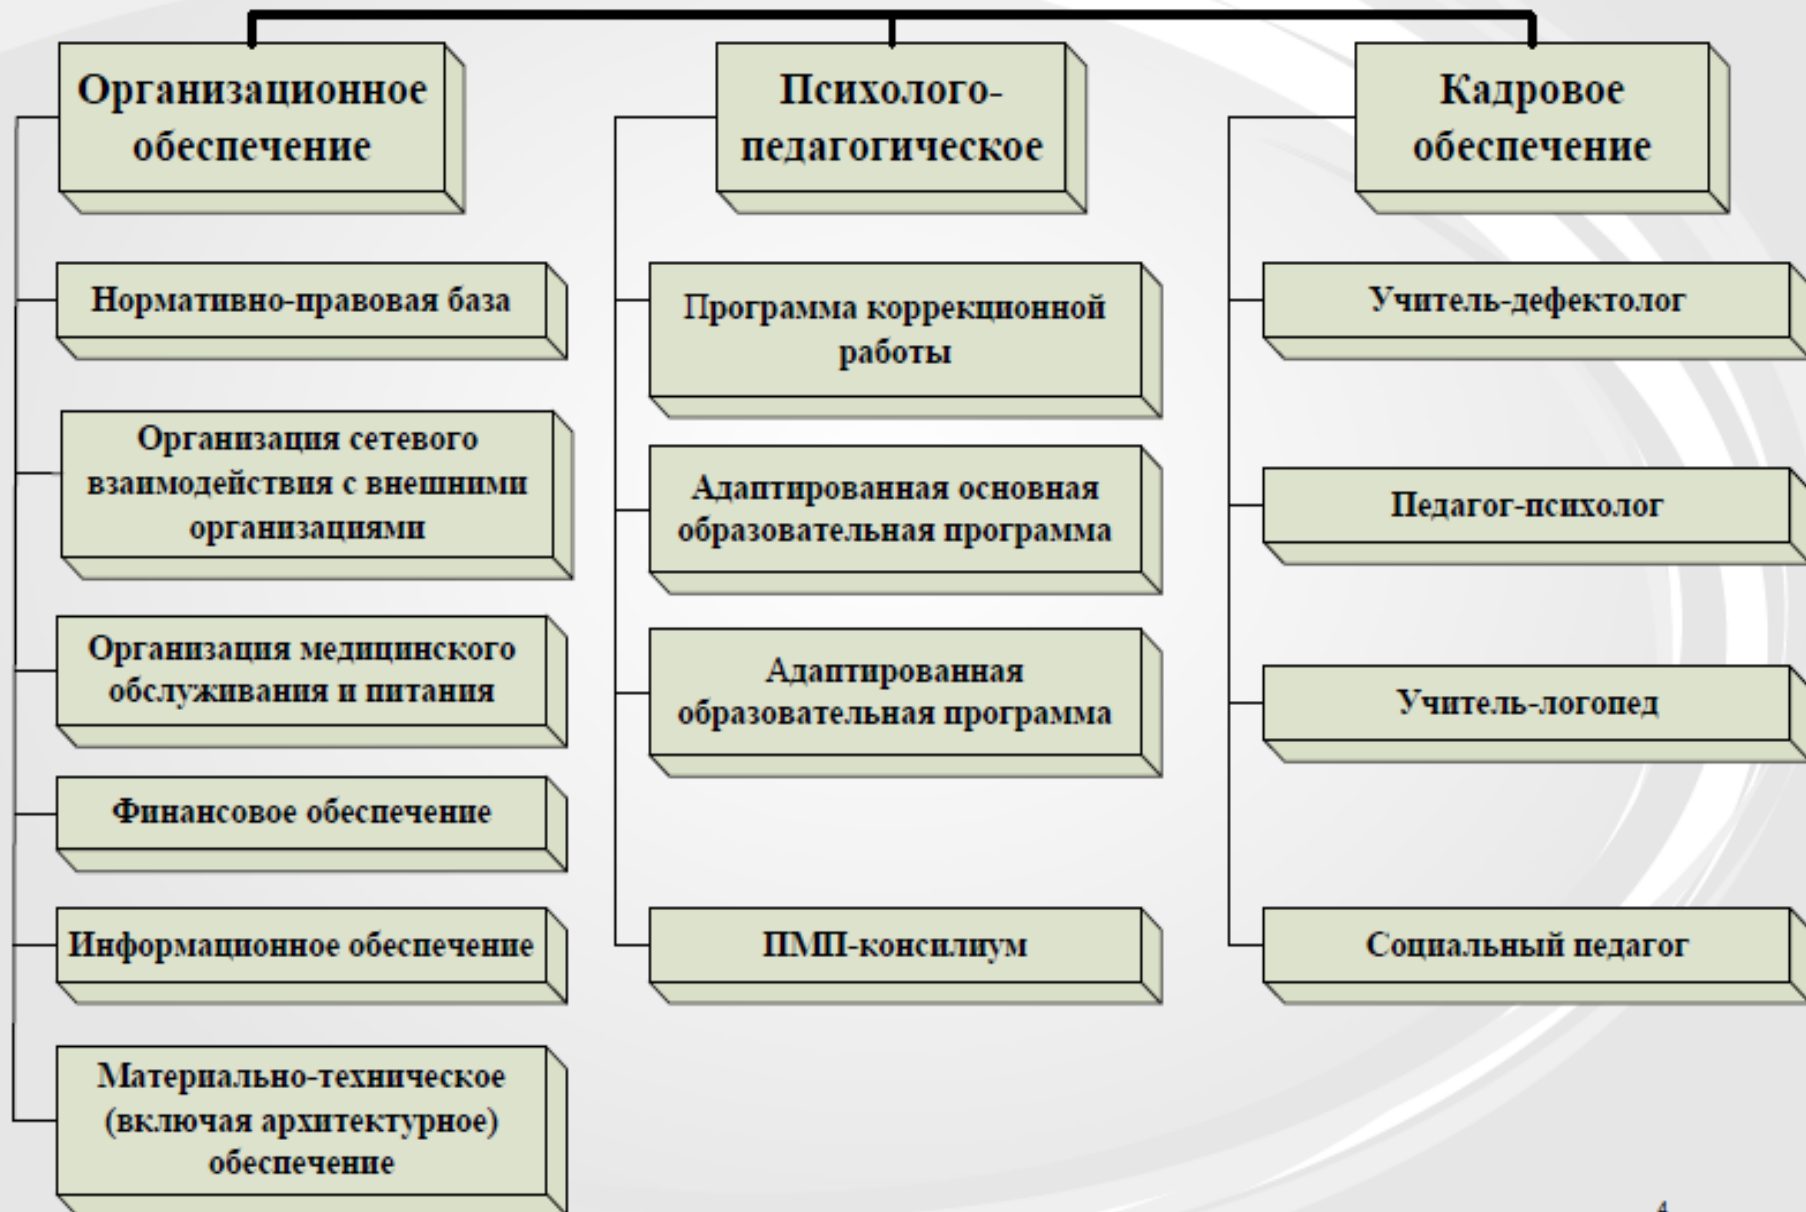 Организационное
обеспечение
Нормативно-правовая база
Организация сетевого
взаимодействия с внешними
организациями
Организация медицинского
обслуживания и питания
Финансовое обеспечение
Информационное обеспечение
Материально-техническое
(включая архитектурное)
обеспечение
Психолого-
педагогическое
Программа коррекционной
работы
Адаптированная основная
образовательная программа
Адаптированная
образовательная программа
ПМП-консилиум
Кадровое
обеспечение
Учитель-дефектолог
Педагог-психолог
Учитель-логопед
Социальный педагог
4